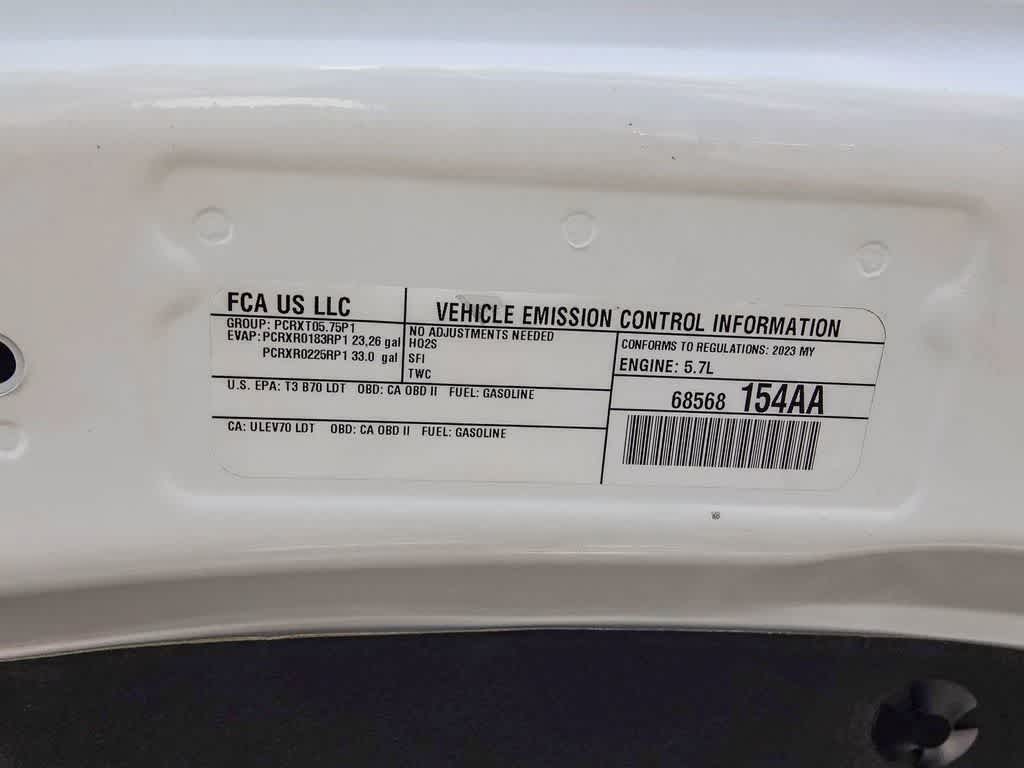 FCA US LLC
VEHICLE EMISSION CONTROL INFORMATION
GROUP: PCRXT05.75P1
EVAP: PCRXR0183RP1 23,26 gal
PCRXR0225RP1 33.0 gal
NO ADJUSTMENTS NEEDED
HO2S
SFI
TWC
CONFORMS TO REGULATIONS: 2023 MY
ENGINE: 5.7L
U.S. EPA: T3 B70 LDT OBD: CA OBD II FUEL: GASOLINE
68568 154AA
CA: ULEV70 LDT OBD: CA OBD II FUEL: GASOLINE